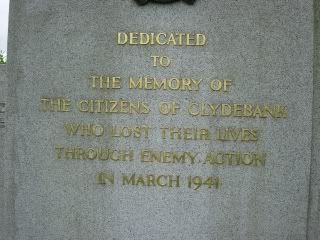 DEDICATED
TO
THE MEMORY OF
THE CITIZENS OF CLYDEBANK
WHO LOST THEIR LIVES
THROUGH ENEMY ACTION
IN MARCH 1941